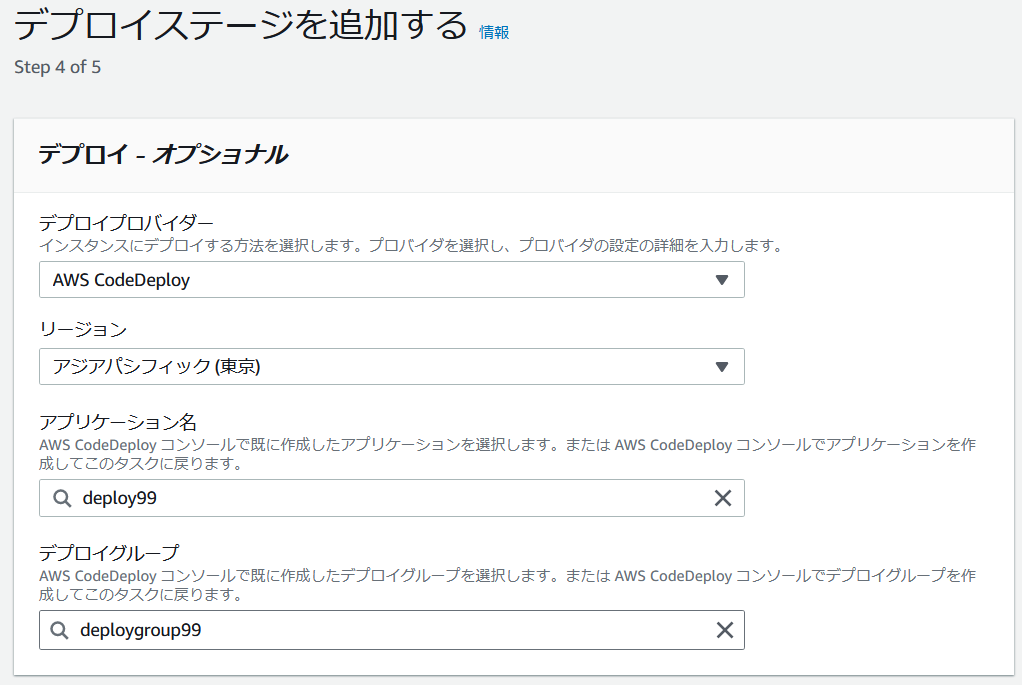 デプロイステージを追加する 情報
Step 4 of 5
デプロイ - オプショナル
デプロイプロバイダー
インスタンスにデプロイする方法を選択します。プロバイダを選択し、プロバイダの設定の詳細を入力します。
AWS CodeDeploy
リージョン
アジアパシフィック (東京)
アプリケーション名
AWS CodeDeploy コンソールで既に作成したアプリケーションを選択します。または AWS CodeDeploy コンソールでアプリケーションを作
成してこのタスクに戻ります。
deploy99
デプロイグループ
AWS CodeDeploy コンソールで既に作成したデプロイグループを選択します。または AWS CodeDeploy コンソールでデプロイグループを作
成してこのタスクに戻ります。
deploygroup99